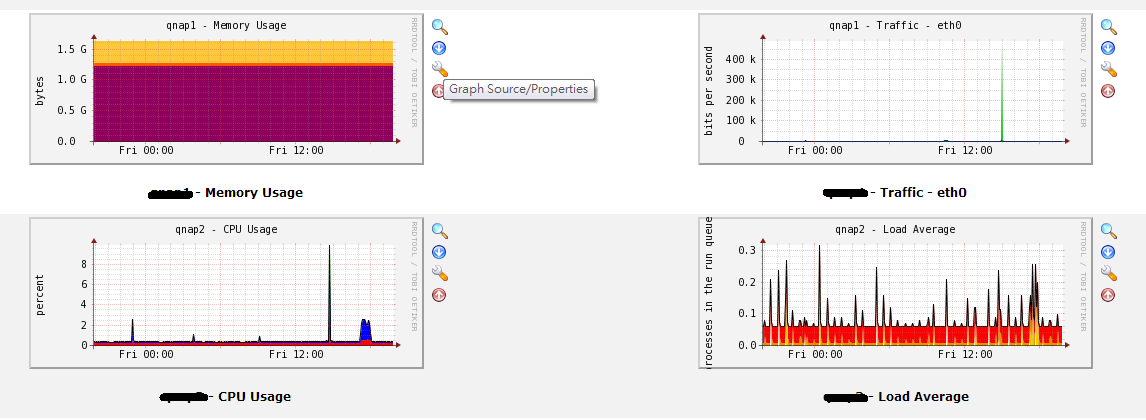 qnap1 - Memory Usage
RRDTOOL / TOBI OETIKER
bytes
1.5 G
1.0 G
0.5 G
0.0
Fri 00:00 Fri 12:00
Graph Source/Properties
- Memory Usage
qnap1 - Traffic - eth0
RRDTOOL / TOBI OETIKER
bits per second
400 k
300 k
200 k
100 k
0
Fri 00:00 Fri 12:00
- Traffic - eth0
qnap2 - CPU Usage
RRDTOOL / TOBI OETIKER
percent
8
6
4
2
0
Fri 00:00 Fri 12:00
- CPU Usage
qnap2 - Load Average
RRDTOOL / TOBI OETIKER
rocesses in the run queue
0.3
0.2
0.1
0.0
Fri 00:00 Fri 12:00
- Load Average